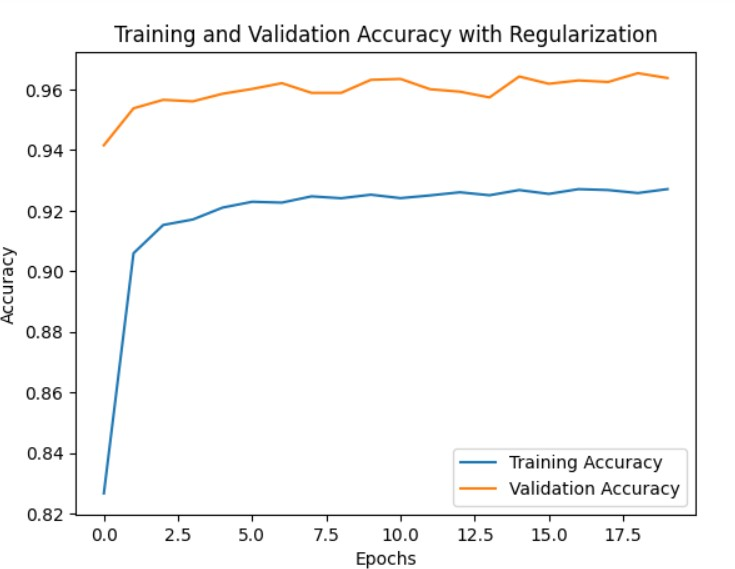 Training and Validation Accuracy with Regularization
Accuracy
0.96
0.94
0.92
0.90
0.88
0.86
0.84
0.82
Training Accuracy
Validation Accuracy
0.0 2.5 5.0 7.5 10.0 12.5 15.0 17.5
Epochs